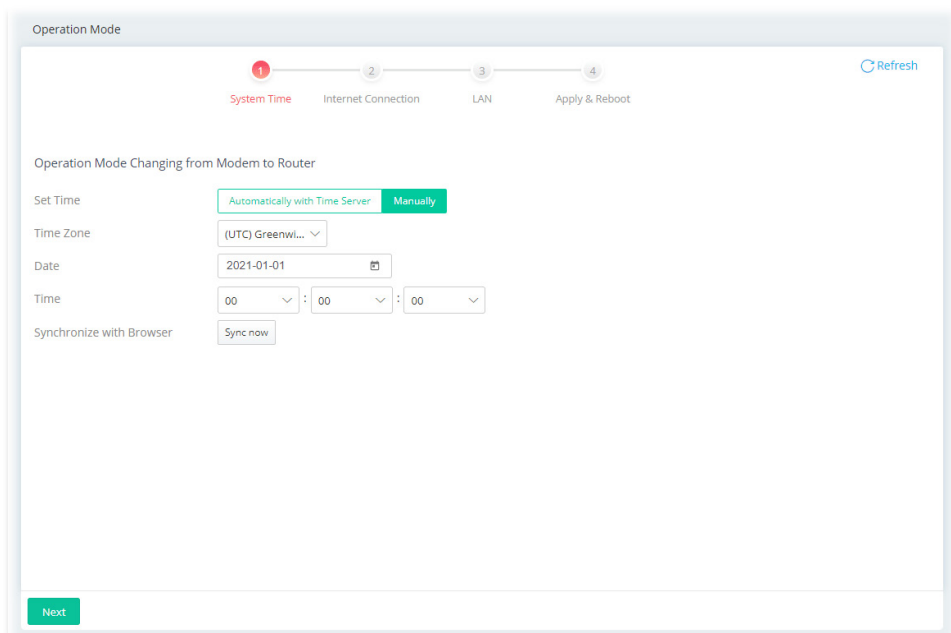 Operation Mode
1 2 3 4
Refresh
System Time Internet Connection LAN Apply & Reboot
Operation Mode Changing from Modem to Router
Set Time Automatically with Time Server Manually
Time Zone (UTC) Greenwi...
Date 2021-01-01
Time 00 : 00 : 00
Synchronize with Browser Sync now
Next